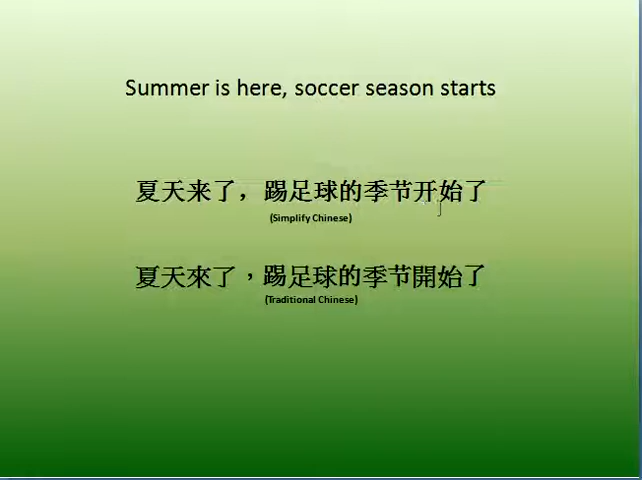 Summer is here, soccer season starts
夏天来了，踢足球的季节开始了
(Simplify Chinese)
夏天來了，踢足球的季节開始了
(Traditional Chinese)